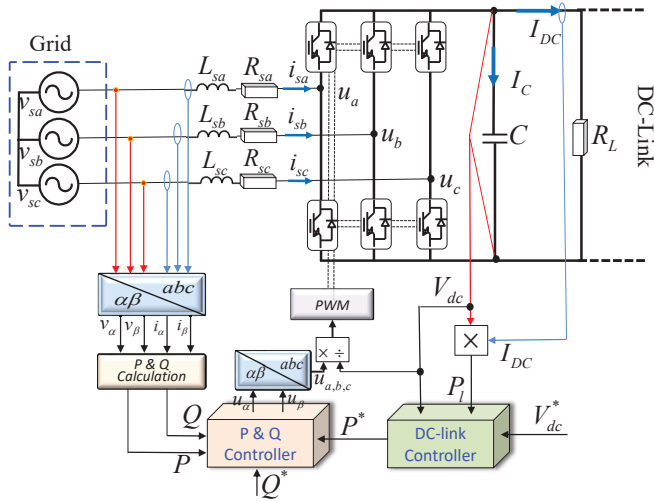 Grid
v_sa
v_sb
v_sc
L_sa R_sa i_sa
L_sb R_sb i_sb
L_sc R_sc i_sc
u_a
u_b
u_c
I_DC
I_C
C
R_L
DC-Link
αβ abc
v_α v_β i_α i_β
P & Q
Calculation
PWM
× ÷
αβ abc
u_a,b,c
u_α u_β
V_dc
×
I_DC
P_l
Q
P
P & Q
Controller
Q*
P*
DC-link
Controller
V*_dc